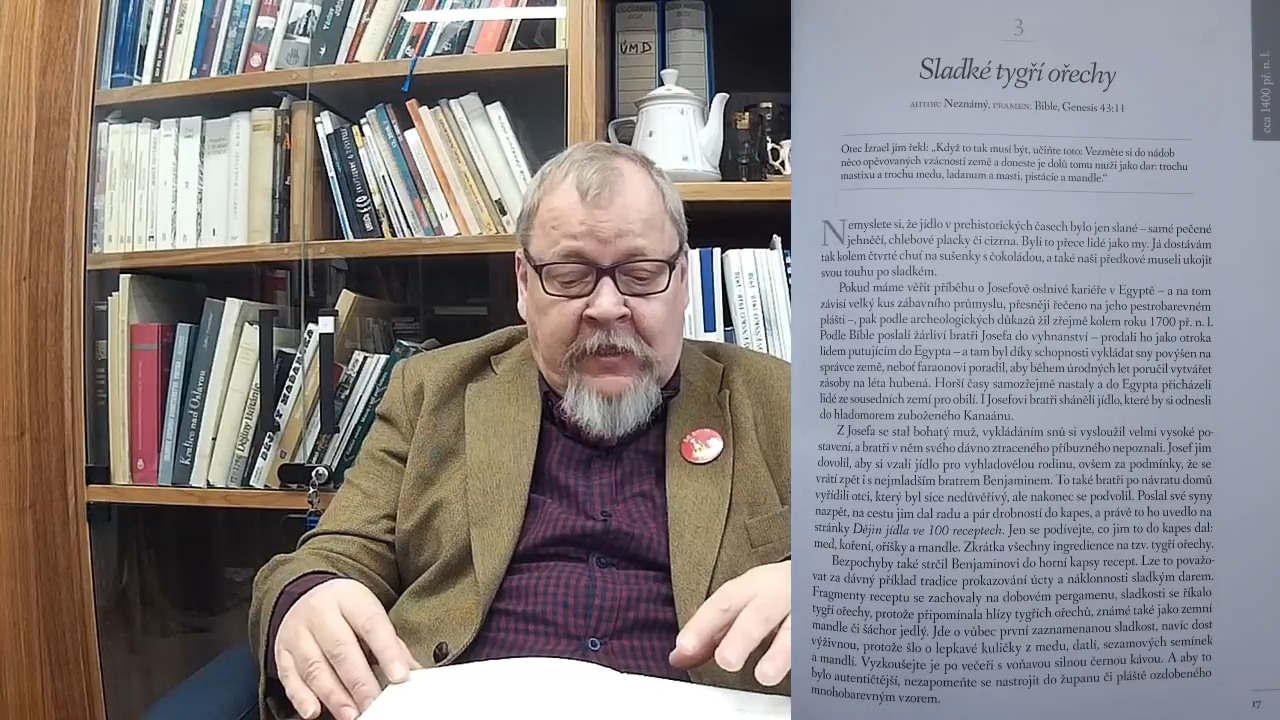 ÚMD
Kralice nad Oslavou
Dějiny Británie
3
Sladké tygří ořechy
AUTOR: Neznámý, PRAMEN: Bible, Genesis 43:11
cca 1400 př. n. l.
Otec Izrael jim řekl: „Když to tak musí být, učiňte toto: Vezměte si do nádob
něco opěvovaných vzácností země a doneste je dolů tomu muži jako dar: trochu
mastixu a trochu medu, ladanum a masti, pistácie a mandle.“
Nemyslete si, že jídlo v prehistorických časech bylo jen slané – samé pečené
jehněčí, chlebové placky či cizrna. Byli to přece lidé jako my. Já dostávám
tak kolem čtvrté chuť na sušenky s čokoládou, a také naši předkové museli ukojit
svou touhu po sladkém.
Pokud máme věřit příběhu o Josefově oslnivé kariéře v Egyptě – a na tom
závisí velký kus zábavního průmyslu, přesněji řečeno na jeho pestrobarevném
plášti –, pak podle archeologických důkazů žil zřejmě kolem roku 1700 př. n. l.
Podle Bible poslali žárliví bratři Josefa do vyhnanství – prodali ho jako otroka
lidem putujícím do Egypta – a tam byl díky schopnosti vykládat sny povýšen na
správce země, neboť faraonovi poradil, aby během úrodných let poručil vytvářet
zásoby na léta hubená. Horší časy samozřejmě nastaly a do Egypta přicházeli
lidé ze sousedních zemí pro obilí. I Josefovi bratři sháněli jídlo, které by si odnesli
do hladomorem zuboženého Kanaánu.
Z Josefa se stal bohatý muž, vykládáním snů si vysloužil velmi vysoké po-
stavení, a bratři v něm svého dávno ztraceného příbuzného nepoznali. Josef jim
dovolil, aby si vzali jídlo pro vyhladovělou rodinu, ovšem za podmínky, že se
vrátí zpět i s nejmladším bratrem Benjaminem. To také bratři po návratu domů
vyřídili otci, který byl sice nedůvěřivý, ale nakonec se podvolil. Poslal své syny
nazpět, na cestu jim dal radu a pár drobností do kapes, a právě to ho uvedlo na
stránky Dějin jídla ve 100 receptech. Jen se podívejte, co jim to do kapes dal:
med, koření, oříšky a mandle. Zkrátka všechny ingredience na tzv. tygří ořechy.
Bezpochyby také strčil Benjaminovi do horní kapsy recept. Lze to považo-
vat za dávný příklad tradice prokazování úcty a náklonnosti sladkým darem.
Fragmenty receptu se zachovaly na dobovém pergamenu, sladkosti se říkalo
tygří ořechy, protože připomínala hlízy tygřích ořechů, známé také jako zemní
mandle či šáchor jedlý. Jde o vůbec první zaznamenanou sladkost, navíc dost
výživnou, protože šlo o lepkavé kuličky z medu, datlí, sezamových semínek
a mandlí. Vyzkoušejte je po večeři s voňavou silnou černou kávou. A aby to
bylo autentičtější, nezapomeňte se nastrojit do županu či pláště ozdobeného
mnohobarevným vzorem.
17